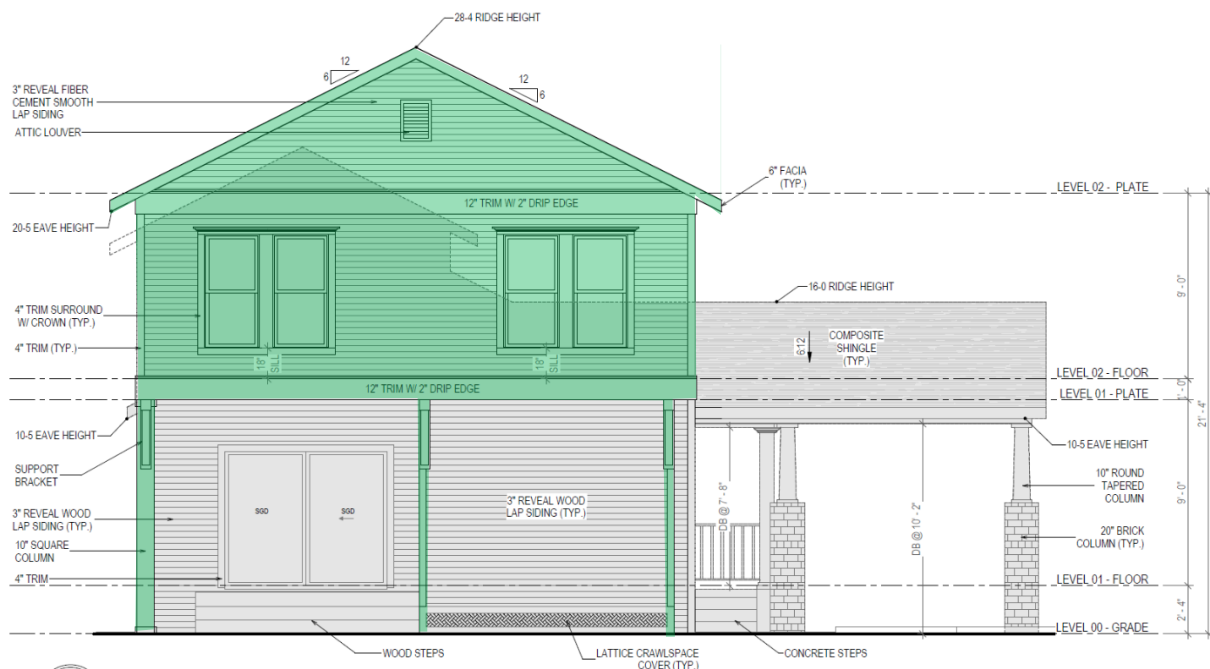 28-4 RIDGE HEIGHT
12
6
12
6
3" REVEAL FIBER
CEMENT SMOOTH
LAP SIDING
ATTIC LOUVER
6" FACIA
(TYP.)
LEVEL 02 - PLATE
12" TRIM W/ 2" DRIP EDGE
20-5 EAVE HEIGHT
16-0 RIDGE HEIGHT
9'-0"
4" TRIM SURROUND
W/ CROWN (TYP.)
4" TRIM (TYP.)
18"
SILL
18"
SILL
6:12
COMPOSITE
SHINGLE
(TYP.)
LEVEL 02 - FLOOR
12" TRIM W/ 2" DRIP EDGE
1'-0"
LEVEL 01 - PLATE
21'-4"
10-5 EAVE HEIGHT
10-5 EAVE HEIGHT
SUPPORT
BRACKET
10" ROUND
TAPERED
COLUMN
3" REVEAL WOOD
LAP SIDING (TYP.)
SGD
SGD
3" REVEAL WOOD
LAP SIDING (TYP.)
DB @ 7'-8"
DB @ 10'-2"
9'-0"
20" BRICK
COLUMN (TYP.)
10" SQUARE
COLUMN
4" TRIM
LEVEL 01 - FLOOR
2'-4"
LEVEL 00 - GRADE
WOOD STEPS
LATTICE CRAWLSPACE
COVER (TYP.)
CONCRETE STEPS